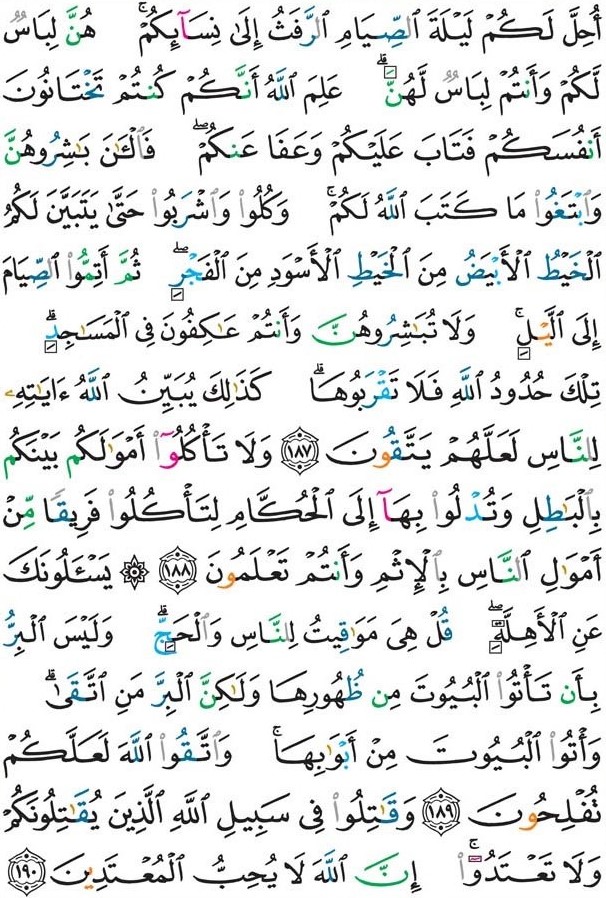 أُحِلَّ لَكُمۡ لَيۡلَةَ ٱلصِّيَامِ ٱلرَّفَثُ إِلَىٰ نِسَآئِكُمۡۚ هُنَّ لِبَاسٞ
لَّكُمۡ وَأَنتُمۡ لِبَاسٞ لَّهُنَّۗ عَلِمَ ٱللَّهُ أَنَّكُمۡ كُنتُمۡ تَخۡتَانُونَ
أَنفُسَكُمۡ فَتَابَ عَلَيۡكُمۡ وَعَفَا عَنكُمۡۖ فَٱلۡـَٰٔنَ بَٰشِرُوهُنَّ
وَٱبۡتَغُواْ مَا كَتَبَ ٱللَّهُ لَكُمۡۚ وَكُلُواْ وَٱشۡرَبُواْ حَتَّىٰ يَتَبَيَّنَ لَكُمُ
ٱلۡخَيۡطُ ٱلۡأَبۡيَضُ مِنَ ٱلۡخَيۡطِ ٱلۡأَسۡوَدِ مِنَ ٱلۡفَجۡرِۖ ثُمَّ أَتِمُّواْ ٱلصِّيَامَ
إِلَى ٱلَّيۡلِۚ وَلَا تُبَٰشِرُوهُنَّ وَأَنتُمۡ عَٰكِفُونَ فِي ٱلۡمَسَٰجِدِۗ
تِلۡكَ حُدُودُ ٱللَّهِ فَلَا تَقۡرَبُوهَاۗ كَذَٰلِكَ يُبَيِّنُ ٱللَّهُ ءَايَٰتِهِۦ
لِلنَّاسِ لَعَلَّهُمۡ يَتَّقُونَ ١٨٧ وَلَا تَأۡكُلُوٓاْ أَمۡوَٰلَكُم بَيۡنَكُم
بِٱلۡبَٰطِلِ وَتُدۡلُواْ بِهَآ إِلَى ٱلۡحُكَّامِ لِتَأۡكُلُواْ فَرِيقٗا مِّنۡ
أَمۡوَٰلِ ٱلنَّاسِ بِٱلۡإِثۡمِ وَأَنتُمۡ تَعۡلَمُونَ ١٨٨ ۞ يَسۡـَٔلُونَكَ
عَنِ ٱلۡأَهِلَّةِۖ قُلۡ هِيَ مَوَٰقِيتُ لِلنَّاسِ وَٱلۡحَجِّۗ وَلَيۡسَ ٱلۡبِرُّ
بِأَن تَأۡتُواْ ٱلۡبُيُوتَ مِن ظُهُورِهَا وَلَٰكِنَّ ٱلۡبِرَّ مَنِ ٱتَّقَىٰۗ
وَأۡتُواْ ٱلۡبُيُوتَ مِنۡ أَبۡوَٰبِهَاۚ وَٱتَّقُواْ ٱللَّهَ لَعَلَّكُمۡ
تُفۡلِحُونَ ١٨٩ وَقَٰتِلُواْ فِي سَبِيلِ ٱللَّهِ ٱلَّذِينَ يُقَٰتِلُونَكُمۡ
وَلَا تَعۡتَدُوٓاْۚ إِنَّ ٱللَّهَ لَا يُحِبُّ ٱلۡمُعۡتَدِينَ ١٩٠